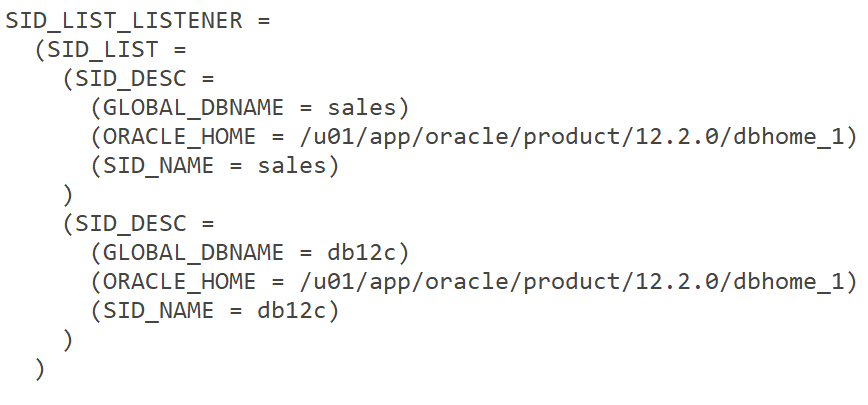 SID_LIST_LISTENER =
  (SID_LIST =
    (SID_DESC =
      (GLOBAL_DBNAME = sales)
      (ORACLE_HOME = /u01/app/oracle/product/12.2.0/dbhome_1)
      (SID_NAME = sales)
    )
    (SID_DESC =
      (GLOBAL_DBNAME = db12c)
      (ORACLE_HOME = /u01/app/oracle/product/12.2.0/dbhome_1)
      (SID_NAME = db12c)
    )
  )